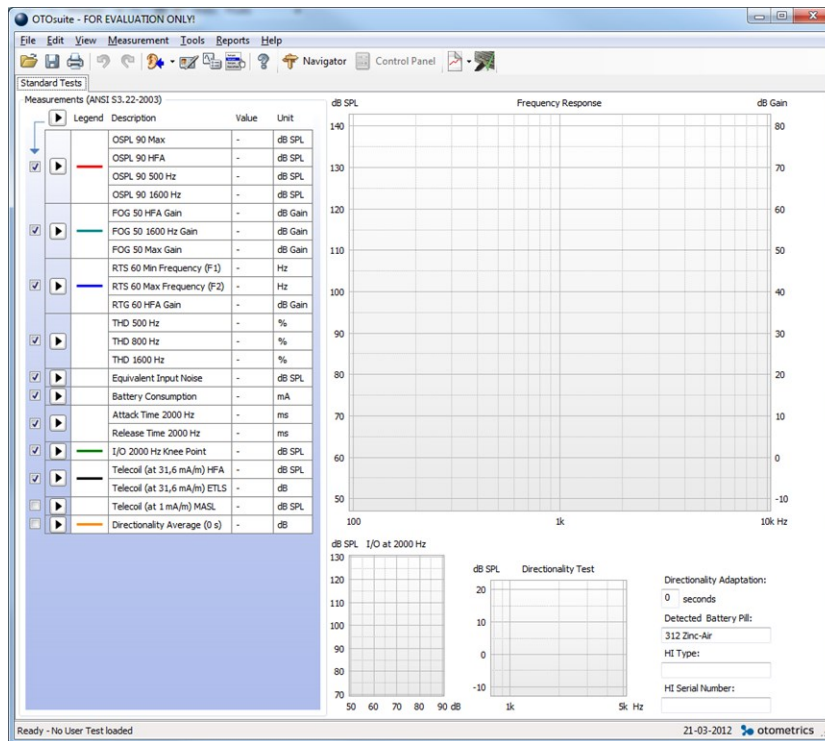 OTOsuite - FOR EVALUATION ONLY!
File Edit View Measurement Tools Reports Help
Navigator Control Panel
Standard Tests
Measurements (ANSI S3.22-2003)
Legend Description Value Unit
OSPL 90 Max - dB SPL
OSPL 90 HFA - dB SPL
OSPL 90 500 Hz - dB SPL
OSPL 90 1600 Hz - dB SPL
FOG 50 HFA Gain - dB Gain
FOG 50 1600 Hz Gain - dB Gain
FOG 50 Max Gain - dB Gain
RTS 60 Min Frequency (F1) - Hz
RTS 60 Max Frequency (F2) - Hz
RTG 60 HFA Gain - dB Gain
THD 500 Hz - %
THD 800 Hz - %
THD 1600 Hz - %
Equivalent Input Noise - dB SPL
Battery Consumption - mA
Attack Time 2000 Hz - ms
Release Time 2000 Hz - ms
I/O 2000 Hz Knee Point - dB SPL
Telecoil (at 31,6 mA/m) HFA - dB SPL
Telecoil (at 31,6 mA/m) ETLS - dB
Telecoil (at 1 mA/m) MASL - dB SPL
Directionality Average (0 s) - dB
dB SPL Frequency Response dB Gain
140 80
130 70
120 60
110 50
100 40
90 30
80 20
70 10
60 0
50 -10
100 1k 10k Hz
dB SPL I/O at 2000 Hz
130
120
110
100
90
80
70
50 60 70 80 90 dB
dB SPL Directionality Test
20
10
0
-10
1k 5k Hz
Directionality Adaptation:
0 seconds
Detected Battery Pill:
312 Zinc-Air
HI Type:
HI Serial Number:
Ready - No User Test loaded 21-03-2012 otometrics